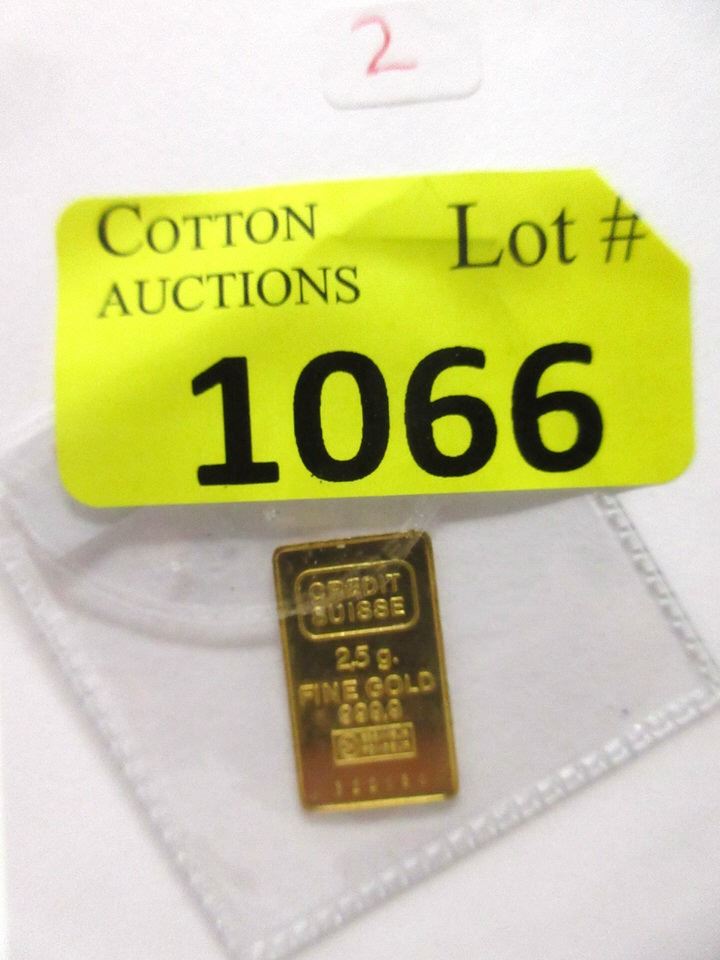 2
COTTON
AUCTIONS
Lot #
1066
CREDIT
SUISSE
2,5 g.
FINE GOLD
999,9